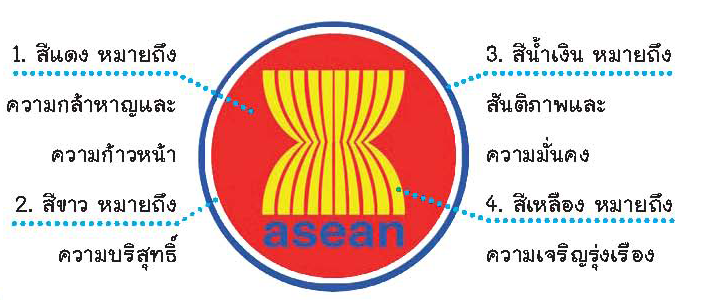 1. สีแดง หมายถึง
ความกล้าหาญและ
ความก้าวหน้า
2. สีขาว หมายถึง
ความบริสุทธิ์
asean
3. สีน้ำเงิน หมายถึง
สันติภาพและ
ความมั่นคง
4. สีเหลือง หมายถึง
ความเจริญรุ่งเรือง